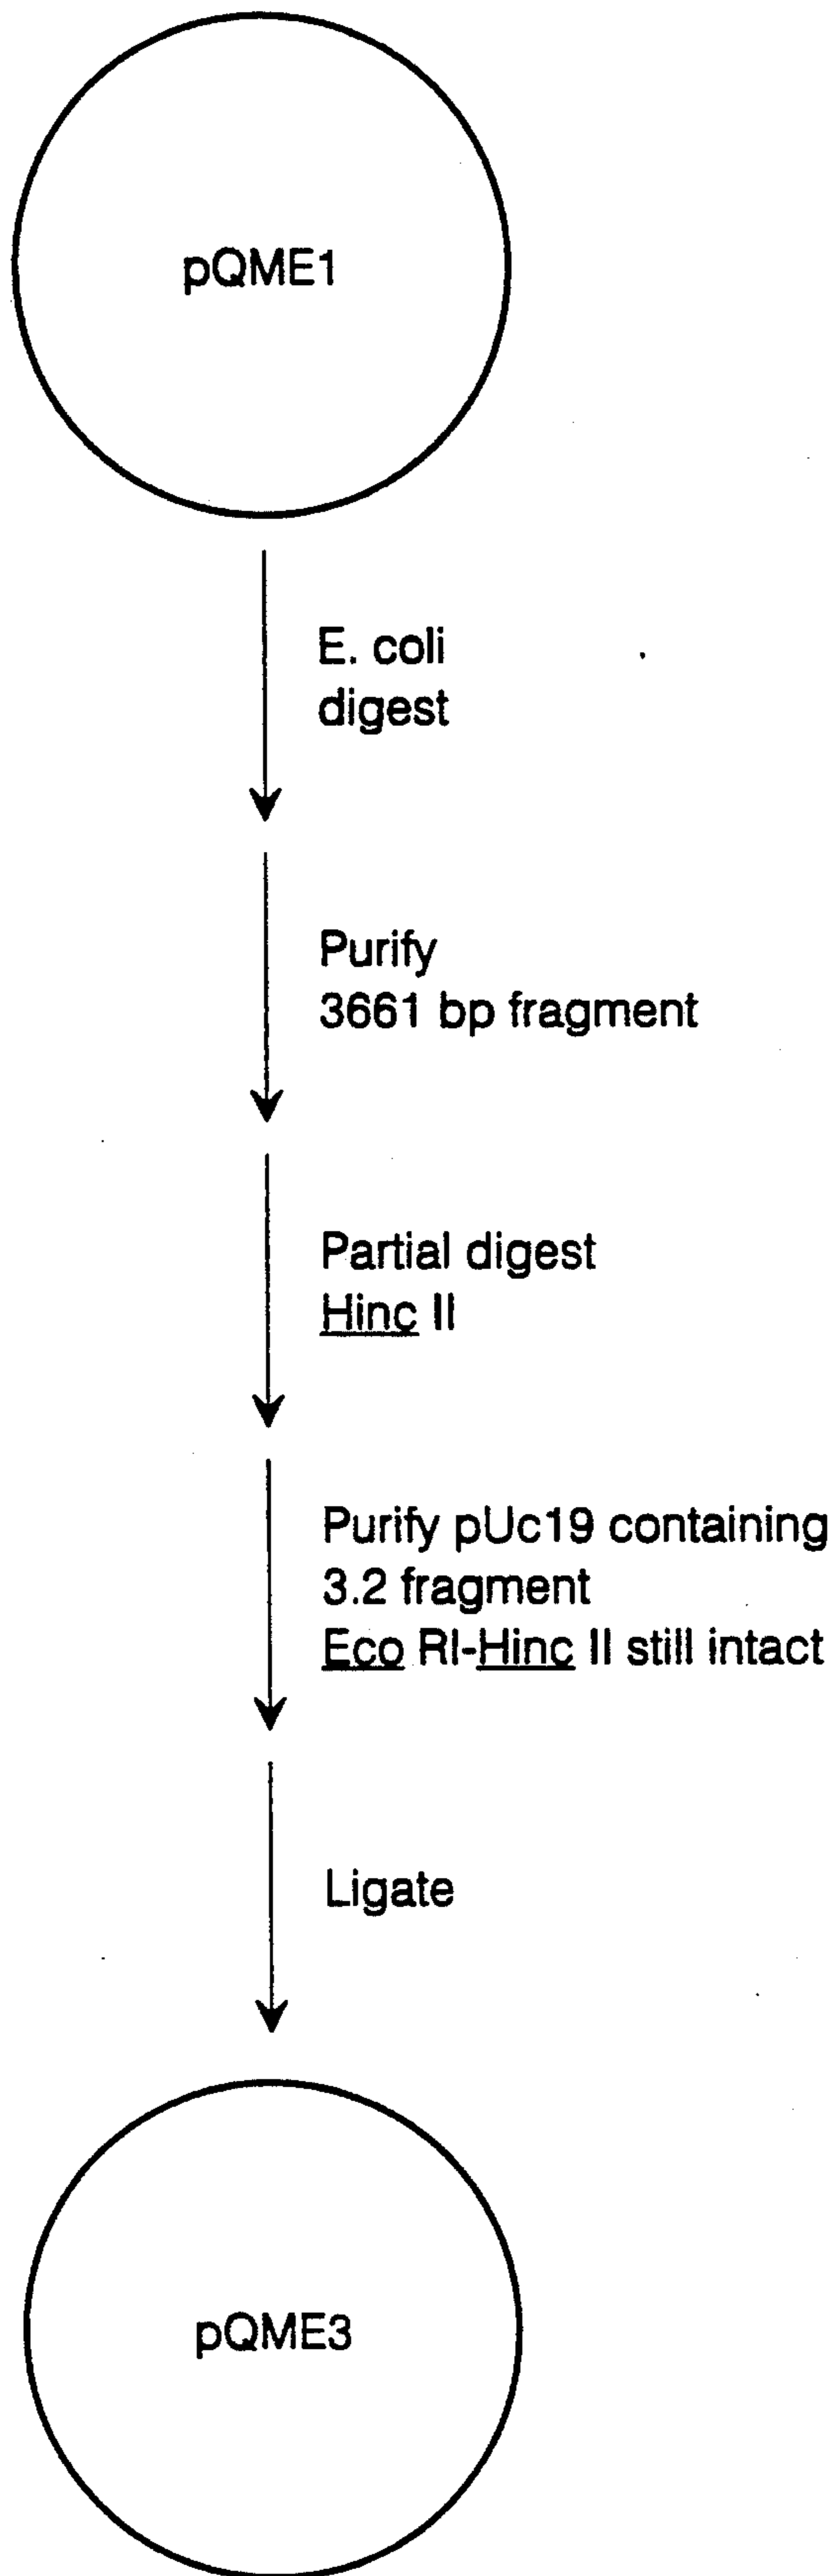 pQME1
E. coli
digest
Purify
3661 bp fragment
Partial digest
Hinc II
Purify pUc19 containing
3.2 fragment
Eco RI-Hinc II still intact
Ligate
pQME3